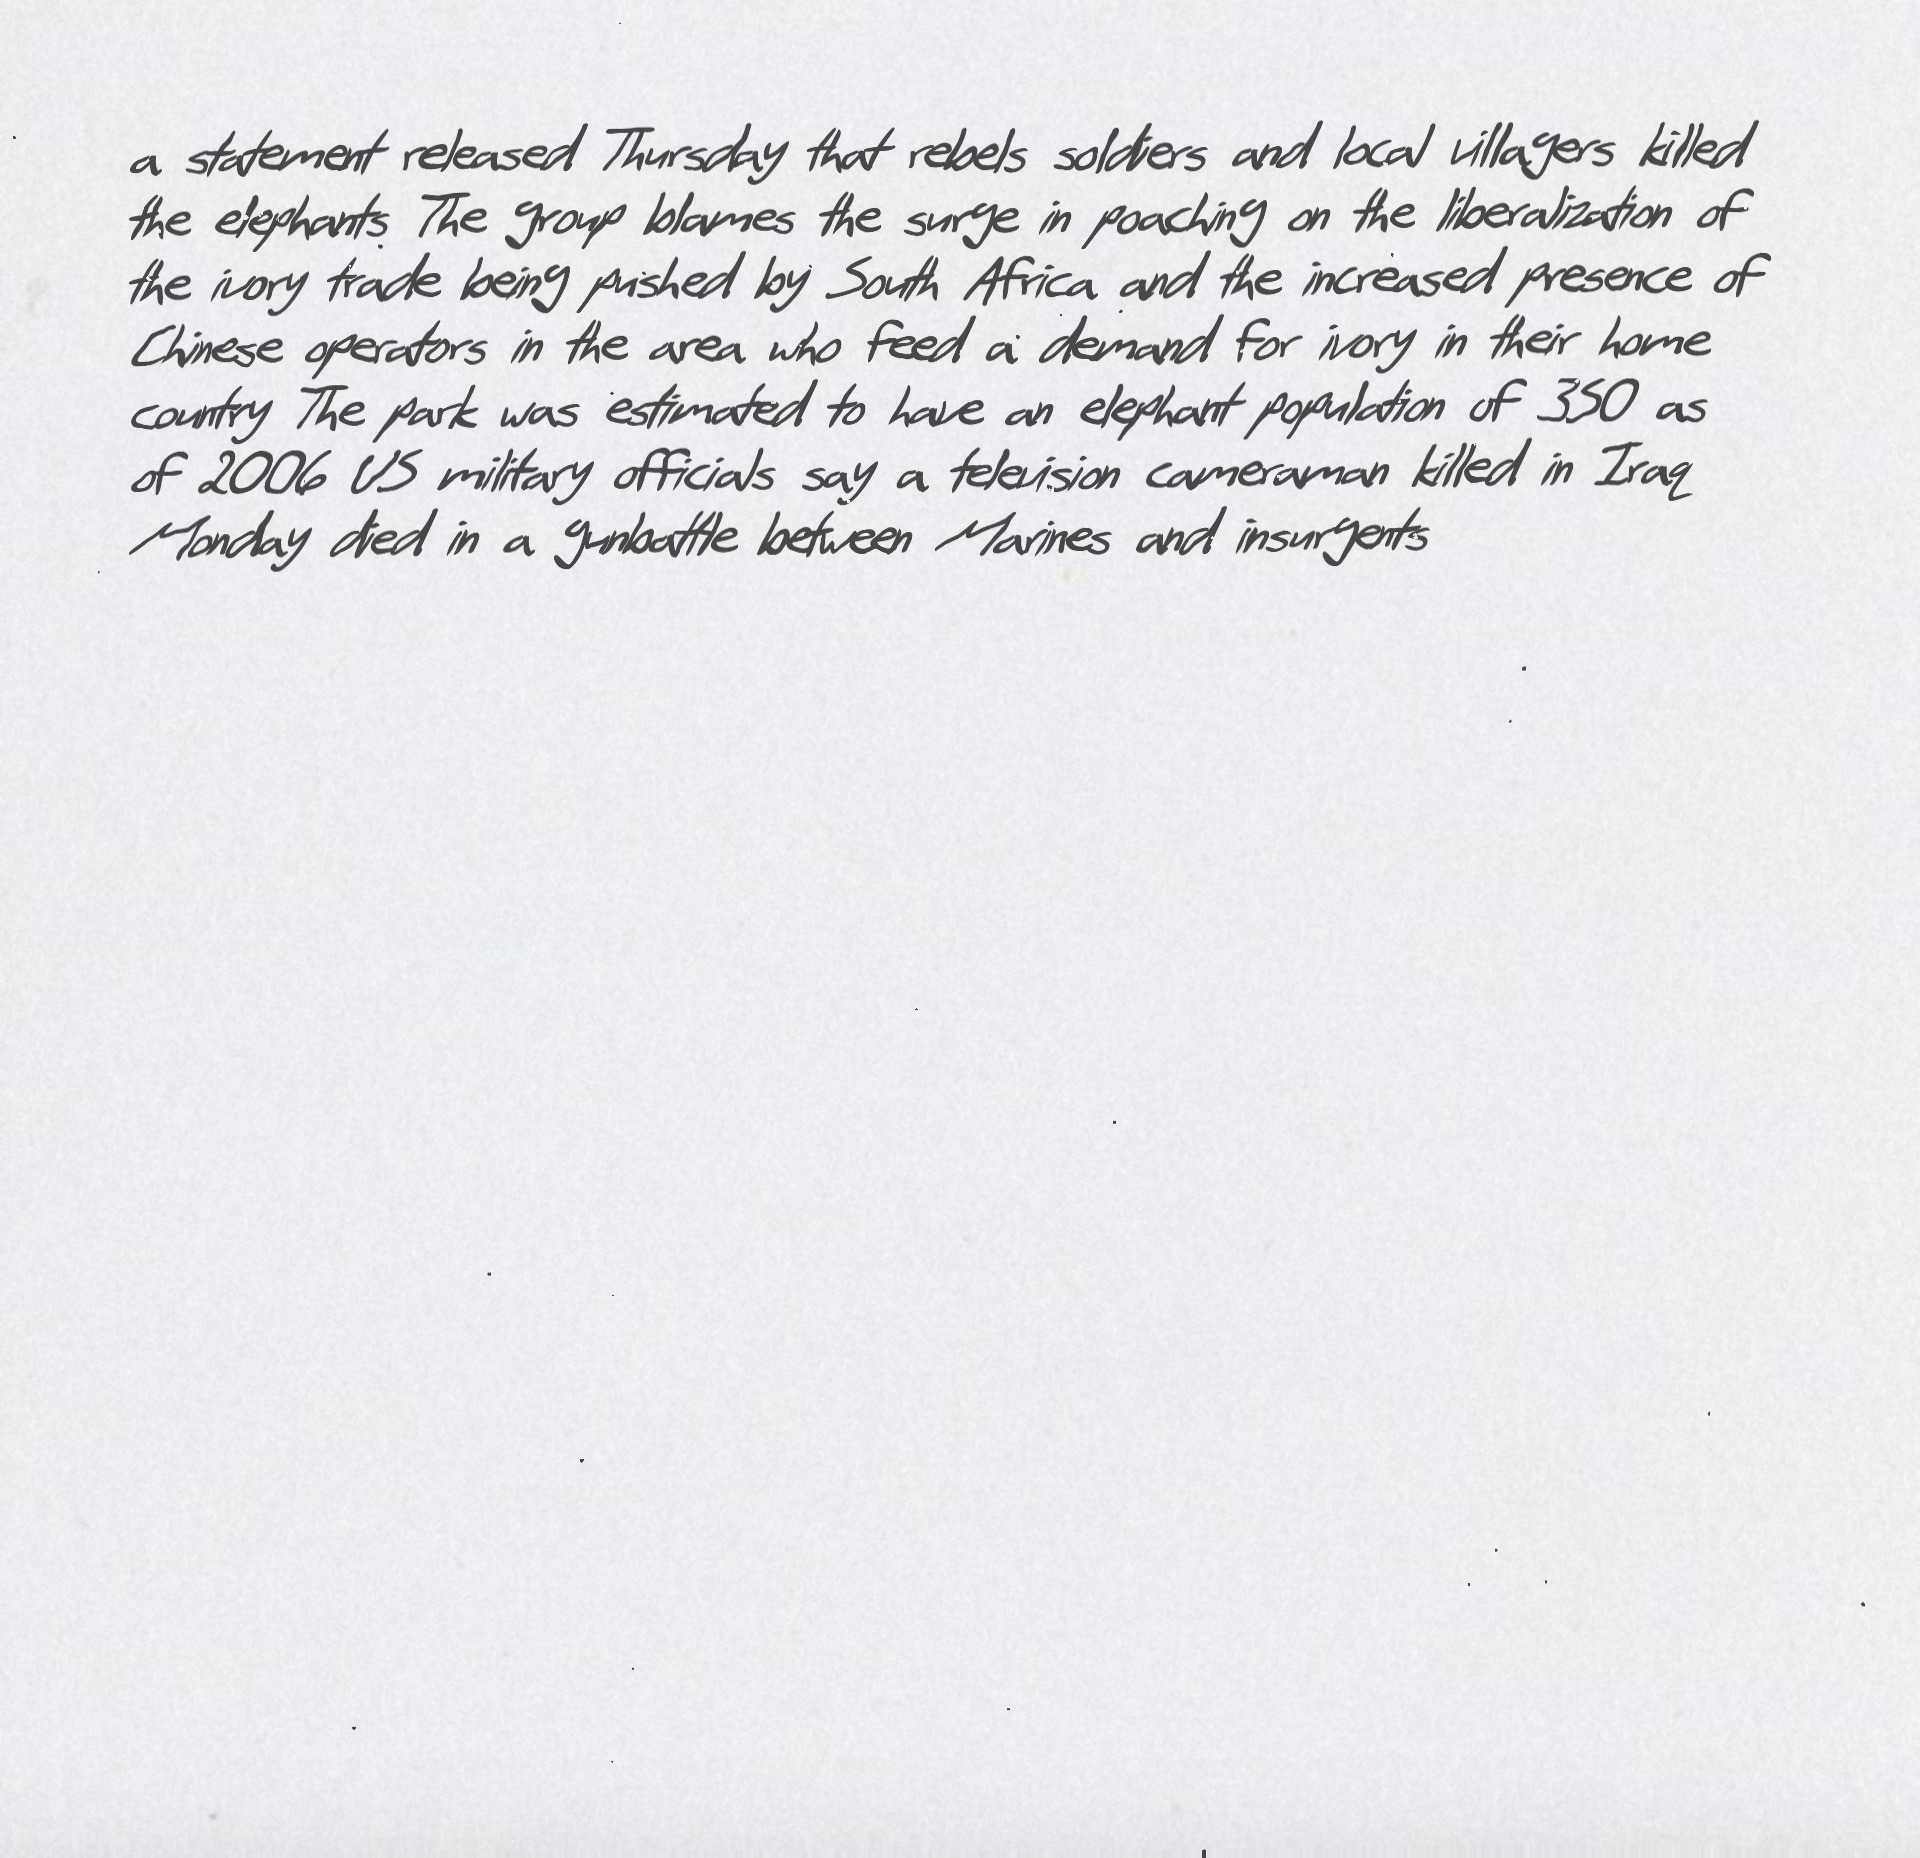 a statement released Thursday that rebels soldiers and local villagers killed
the elephants The group blames the surge in poaching on the liberalization of
the ivory trade being pushed by South Africa and the increased presence of
Chinese operators in the area who feed a demand for ivory in their home
country The park was estimated to have an elephant population of 350 as
of 2006 US military officials say a television cameraman killed in Iraq
Monday died in a gunbattle between Marines and insurgents